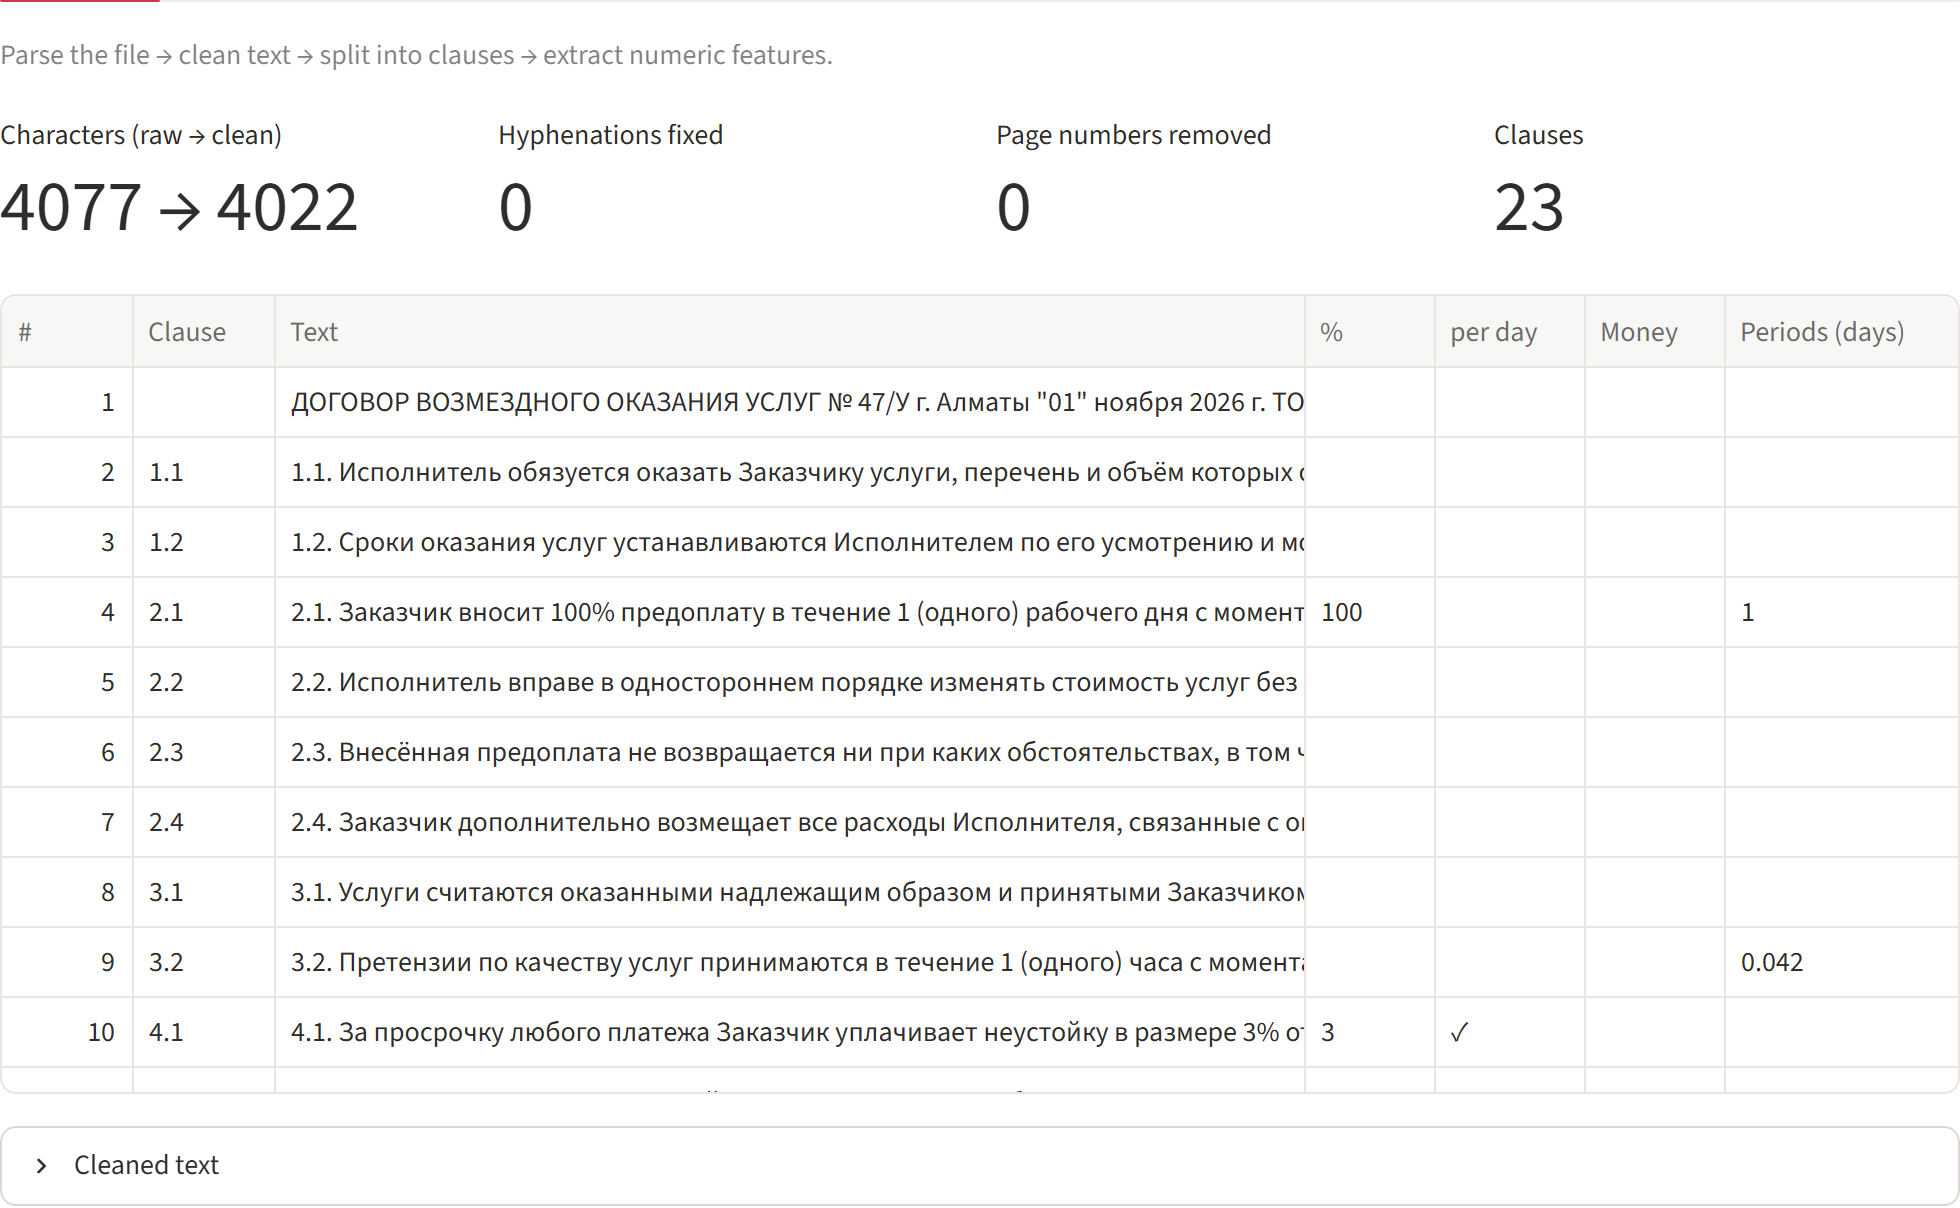 Parse the file → clean text → split into clauses → extract numeric features.
Characters (raw → clean) Hyphenations fixed Page numbers removed Clauses
4077 → 4022 0 0 23
# Clause Text % per day Money Periods (days)
1 ДОГОВОР ВОЗМЕЗДНОГО ОКАЗАНИЯ УСЛУГ № 47/У г. Алматы "01" ноября 2026 г. ТО
2 1.1 1.1. Исполнитель обязуется оказать Заказчику услуги, перечень и объём которых
3 1.2 1.2. Сроки оказания услуг устанавливаются Исполнителем по его усмотрению и
4 2.1 2.1. Заказчик вносит 100% предоплату в течение 1 (одного) рабочего дня с момент 100 1
5 2.2 2.2. Исполнитель вправе в одностороннем порядке изменять стоимость услуг без
6 2.3 2.3. Внесённая предоплата не возвращается ни при каких обстоятельствах, в том
7 2.4 2.4. Заказчик дополнительно возмещает все расходы Исполнителя, связанные с
8 3.1 3.1. Услуги считаются оказанными надлежащим образом и принятыми Заказчиком
9 3.2 3.2. Претензии по качеству услуг принимаются в течение 1 (одного) часа с момента 0.042
10 4.1 4.1. За просрочку любого платежа Заказчик уплачивает неустойку в размере 3% от 3 ✓
Cleaned text